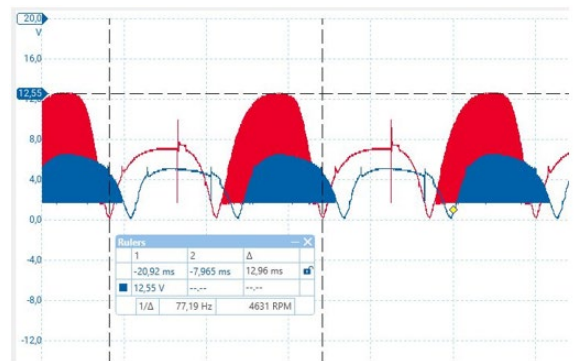 20,0
V
16,0
12,55
12,0
8,0
4,0
0,0
-4,0
-8,0
-12,0
Rulers
1 2 Δ
-20,92 ms -7,965 ms 12,96 ms
12,55 V --.-- --.--
1/Δ 77,19 Hz 4631 RPM